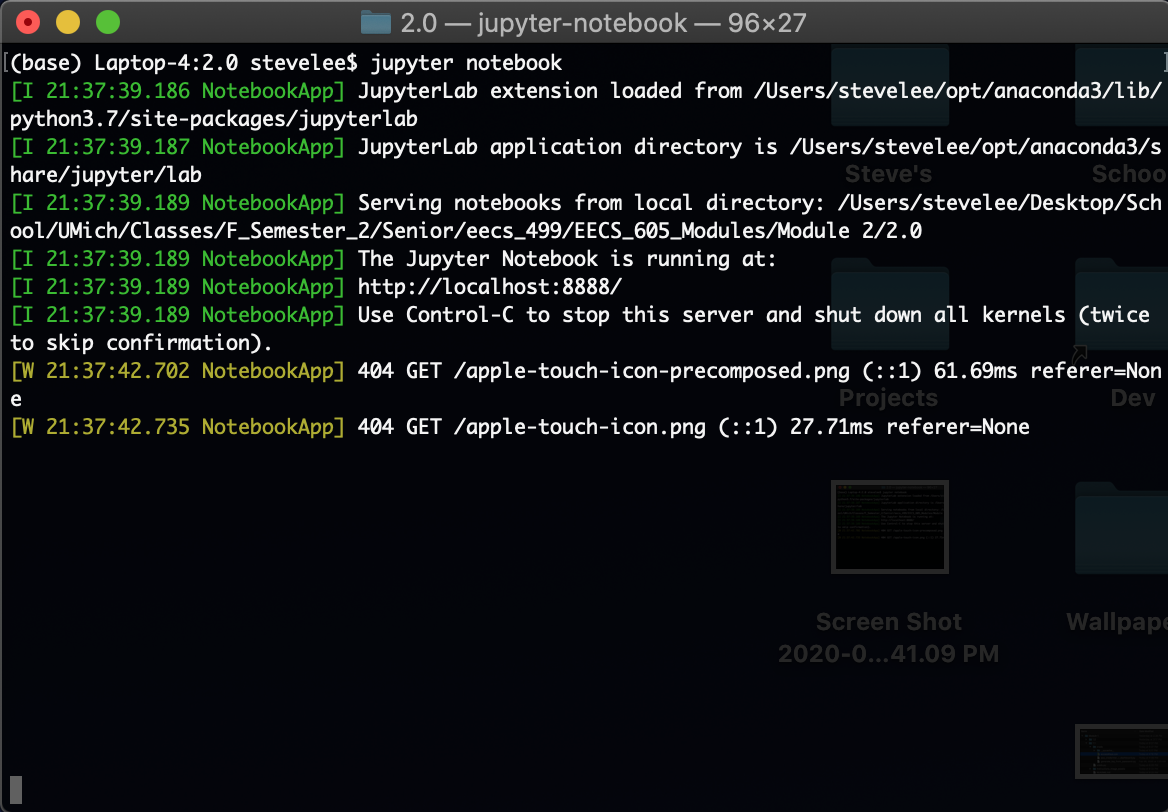 2.0 — jupyter-notebook — 96×27
(base) Laptop-4:2.0 stevelee$ jupyter notebook
[I 21:37:39.186 NotebookApp] JupyterLab extension loaded from /Users/stevelee/opt/anaconda3/lib/
python3.7/site-packages/jupyterlab
[I 21:37:39.187 NotebookApp] JupyterLab application directory is /Users/stevelee/opt/anaconda3/s
hare/jupyter/lab
[I 21:37:39.189 NotebookApp] Serving notebooks from local directory: /Users/stevelee/Desktop/Sch
ool/UMich/Classes/F_Semester_2/Senior/eecs_499/EECS_605_Modules/Module 2/2.0
[I 21:37:39.189 NotebookApp] The Jupyter Notebook is running at:
[I 21:37:39.189 NotebookApp] http://localhost:8888/
[I 21:37:39.189 NotebookApp] Use Control-C to stop this server and shut down all kernels (twice
to skip confirmation).
[W 21:37:42.702 NotebookApp] 404 GET /apple-touch-icon-precomposed.png (::1) 61.69ms referer=Non
e
[W 21:37:42.735 NotebookApp] 404 GET /apple-touch-icon.png (::1) 27.71ms referer=None
Steve's
Schoo
Projects
Dev
Screen Shot
2020-0...41.09 PM
Wallpape